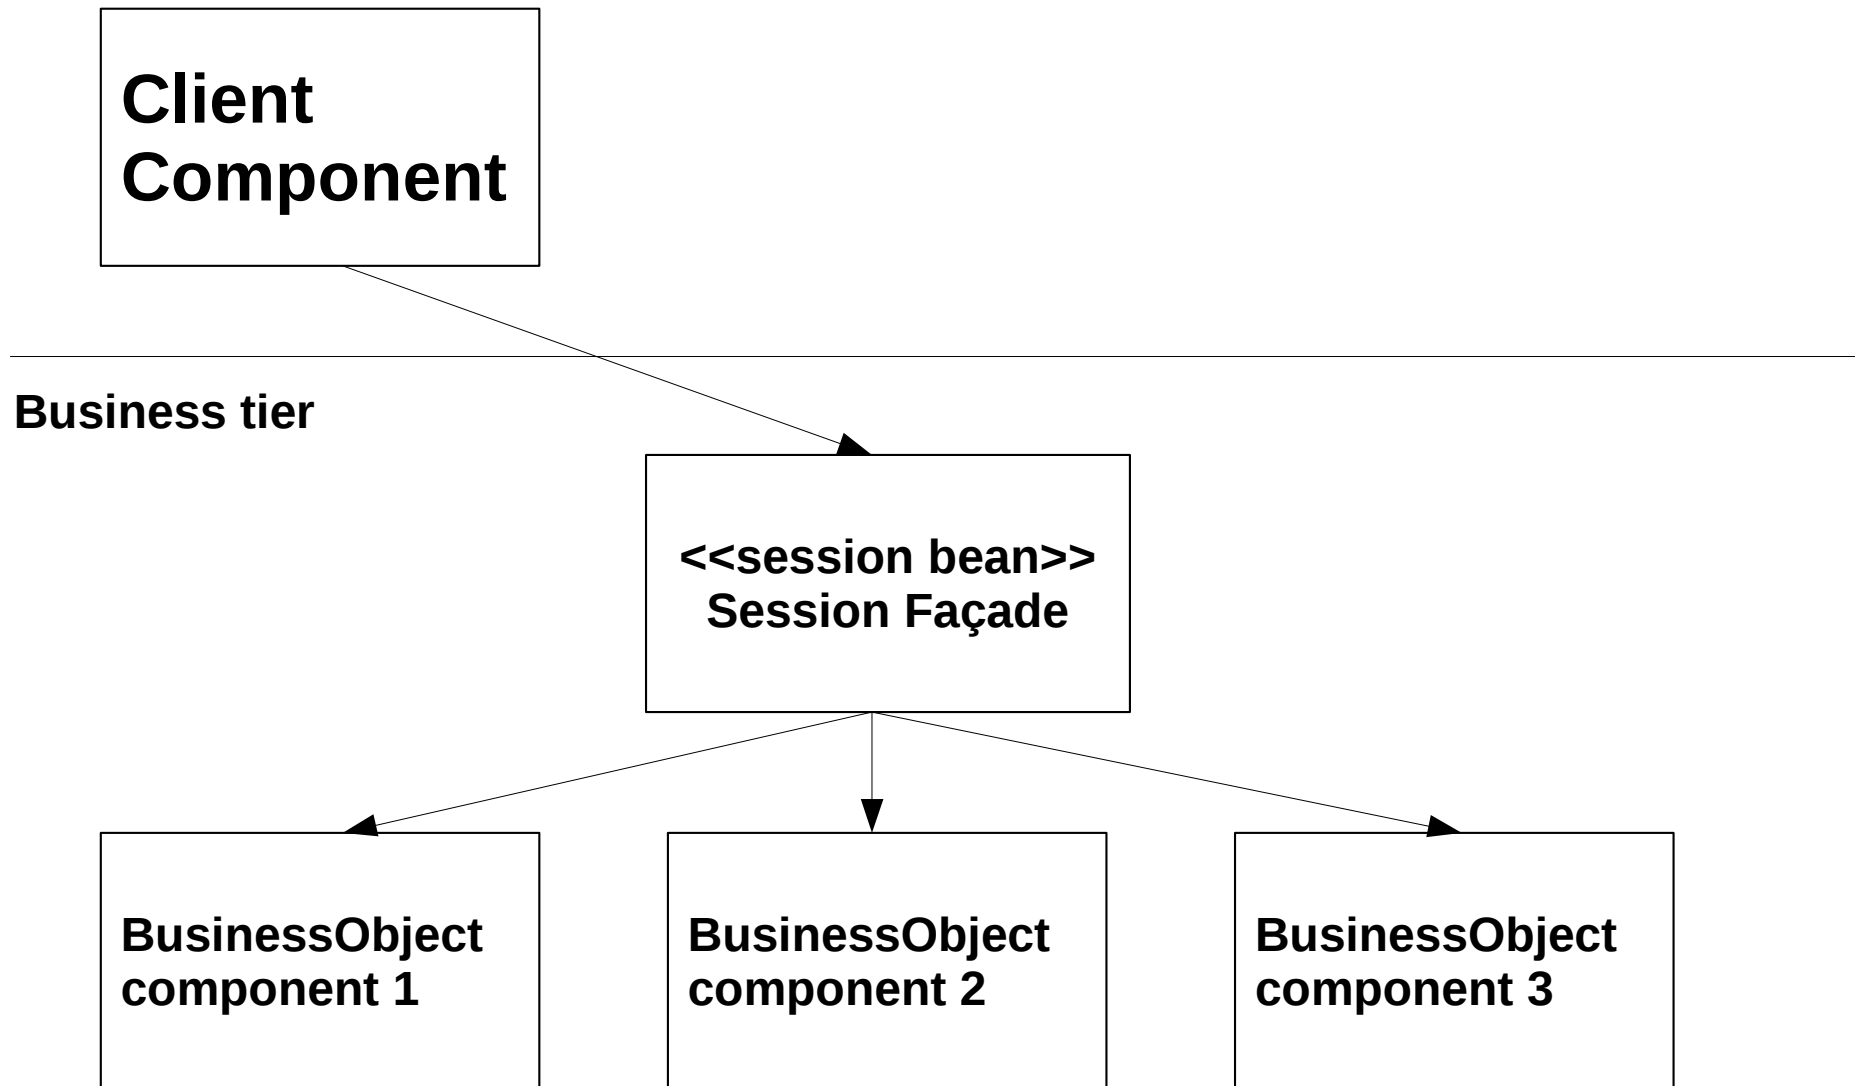 Client
Component
Business tier
<<session bean>>
Session Façade
BusinessObject
component 1
BusinessObject
component 2
BusinessObject
component 3